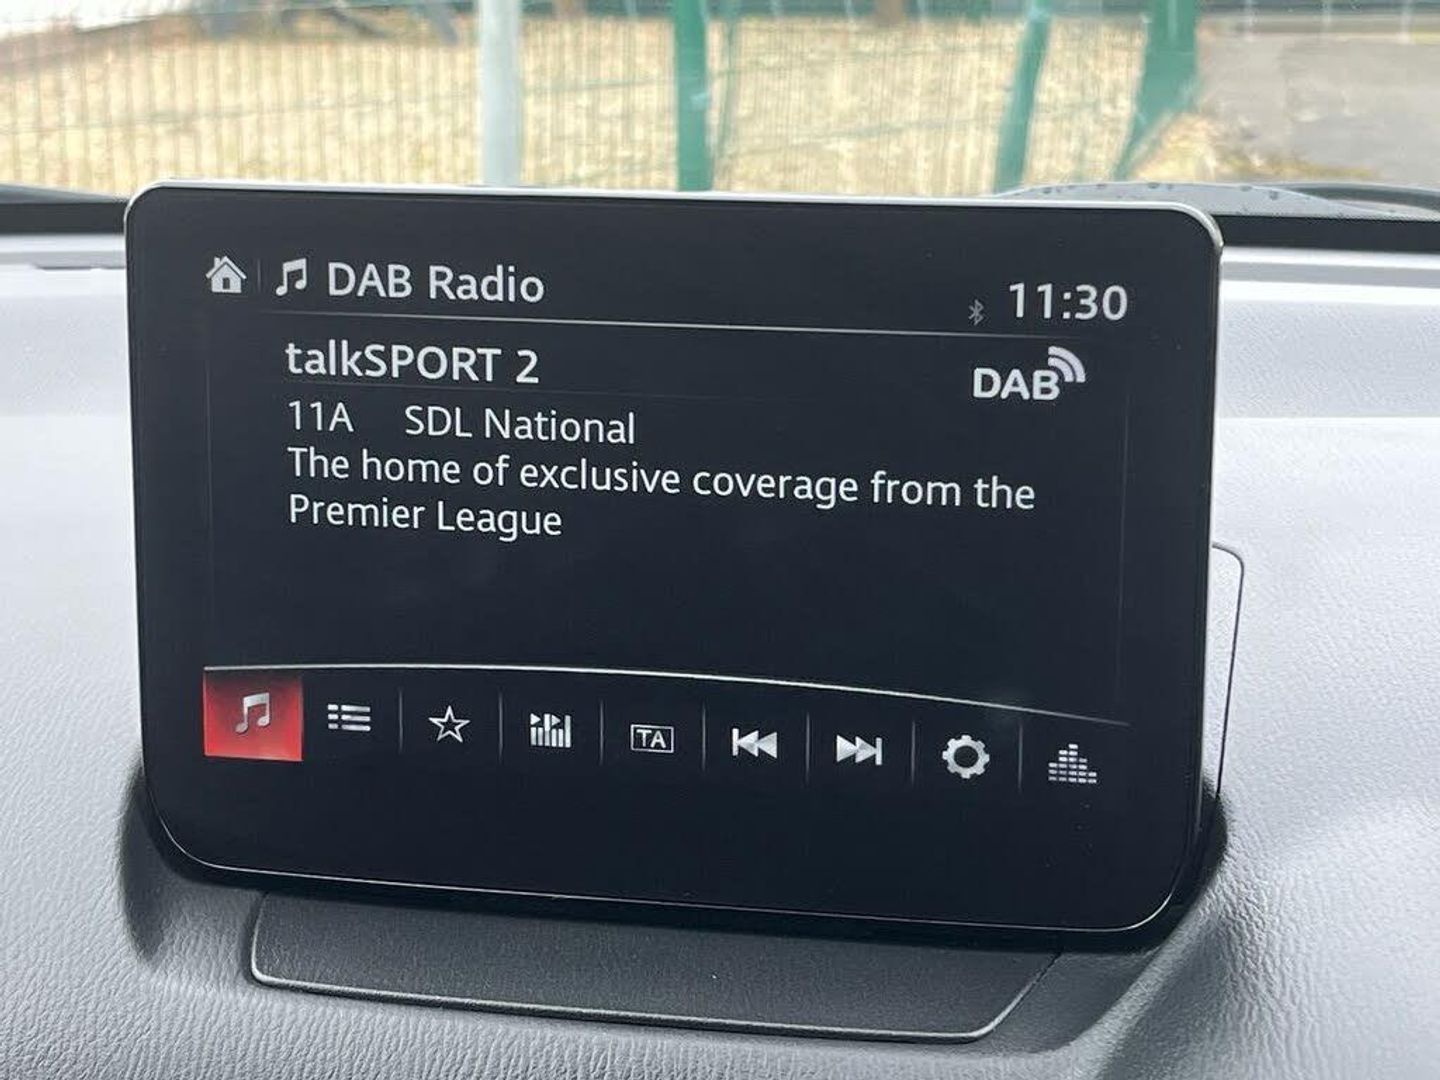 DAB Radio
11:30
talkSPORT 2
DAB
11A SDL National
The home of exclusive coverage from the
Premier League
TA